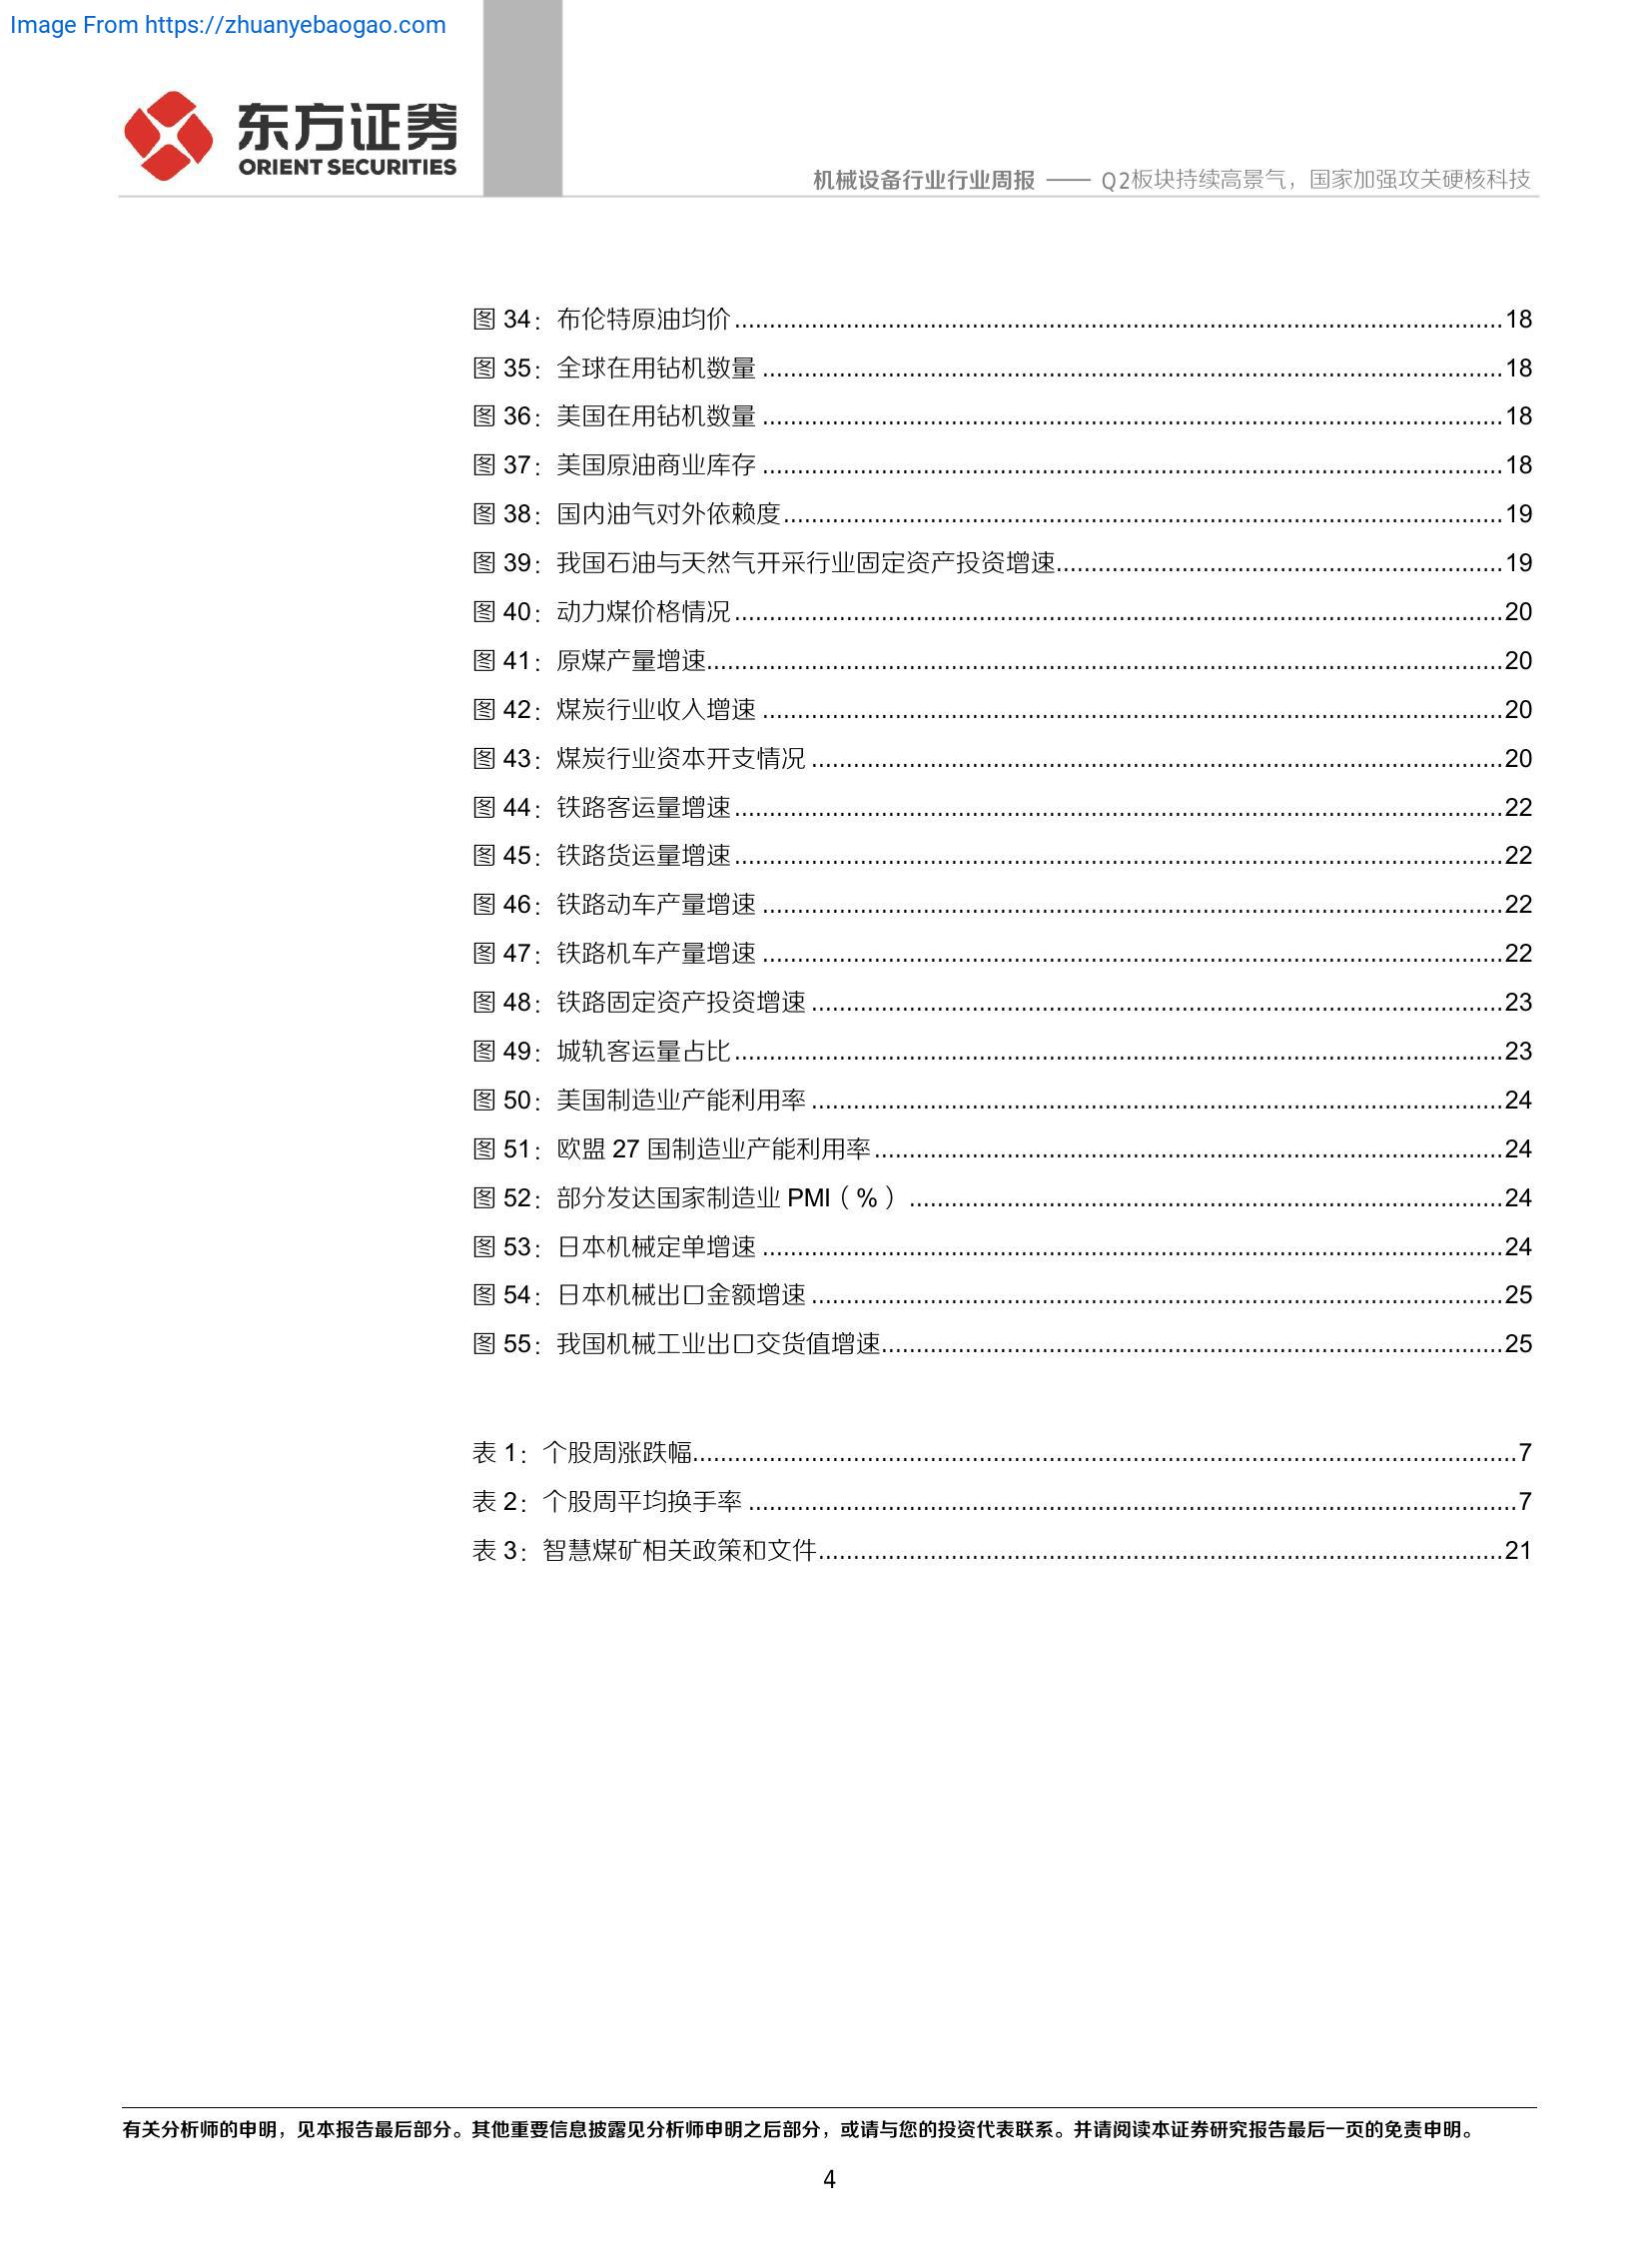 Image From https://zhuanyebaogao.com
东方证券
ORIENT SECURITIES
机械设备行业行业周报 —— Q2板块持续高景气，国家加强攻关硬核科技
图 34：布伦特原油均价....................18
图 35：全球在用钻机数量....................18
图 36：美国在用钻机数量....................18
图 37：美国原油商业库存....................18
图 38：国内油气对外依赖度....................19
图 39：我国石油与天然气开采行业固定资产投资增速....................19
图 40：动力煤价格情况....................20
图 41：原煤产量增速....................20
图 42：煤炭行业收入增速....................20
图 43：煤炭行业资本开支情况....................20
图 44：铁路客运量增速....................22
图 45：铁路货运量增速....................22
图 46：铁路动车产量增速....................22
图 47：铁路机车产量增速....................22
图 48：铁路固定资产投资增速....................23
图 49：城轨客运量占比....................23
图 50：美国制造业产能利用率....................24
图 51：欧盟 27 国制造业产能利用率....................24
图 52：部分发达国家制造业 PMI（%）....................24
图 53：日本机械定单增速....................24
图 54：日本机械出口金额增速....................25
图 55：我国机械工业出口交货值增速....................25
表 1：个股周涨跌幅....................7
表 2：个股周平均换手率....................7
表 3：智慧煤矿相关政策和文件....................21
有关分析师的申明，见本报告最后部分。其他重要信息披露见分析师申明之后部分，或请与您的投资代表联系。并请阅读本证券研究报告最后一页的免责申明。
4